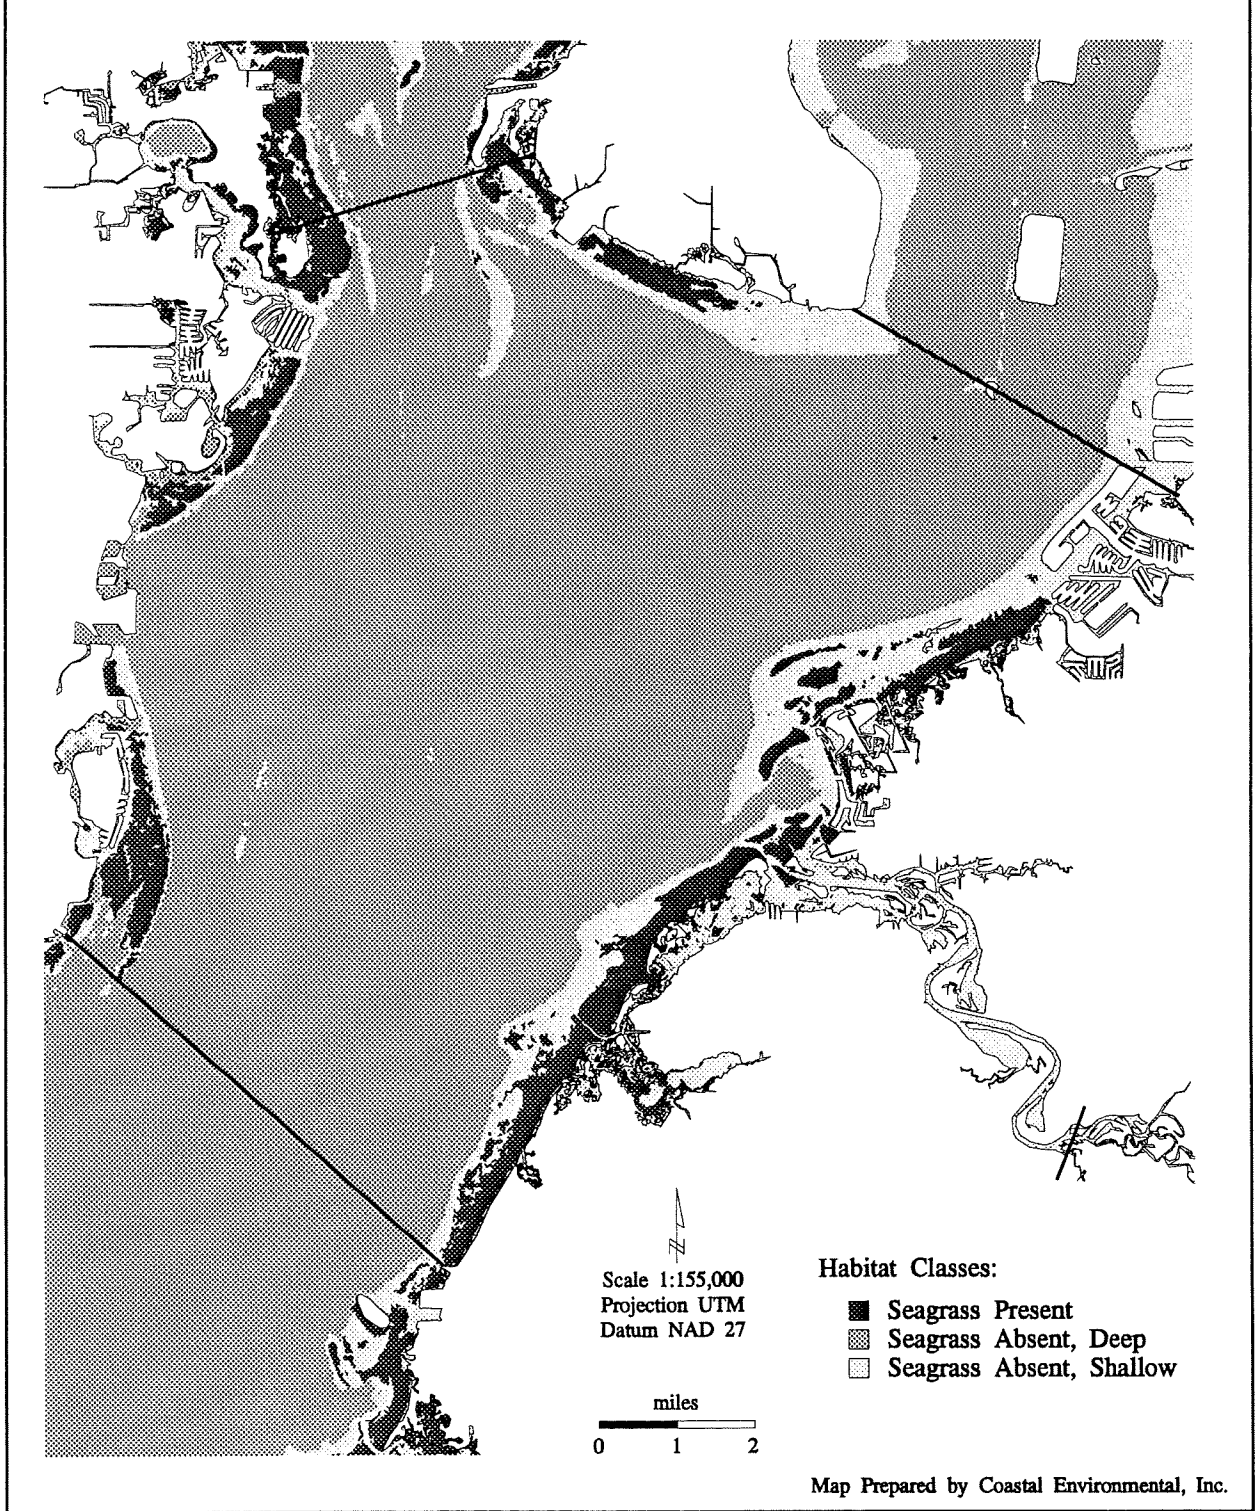 N
Scale 1:155,000
Projection UTM
Datum NAD 27
Habitat Classes:
Seagrass Present
Seagrass Absent, Deep
Seagrass Absent, Shallow
miles
0 1 2
Map Prepared by Coastal Environmental, Inc.